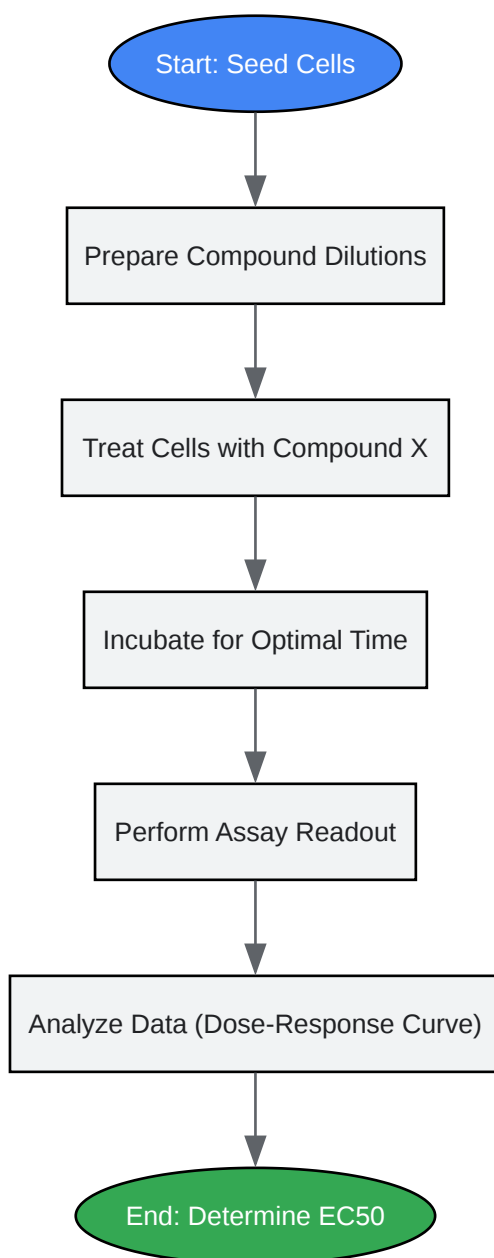 Start: Seed Cells
Prepare Compound Dilutions
Treat Cells with Compound X
Incubate for Optimal Time
Perform Assay Readout
Analyze Data (Dose-Response Curve)
End: Determine EC50